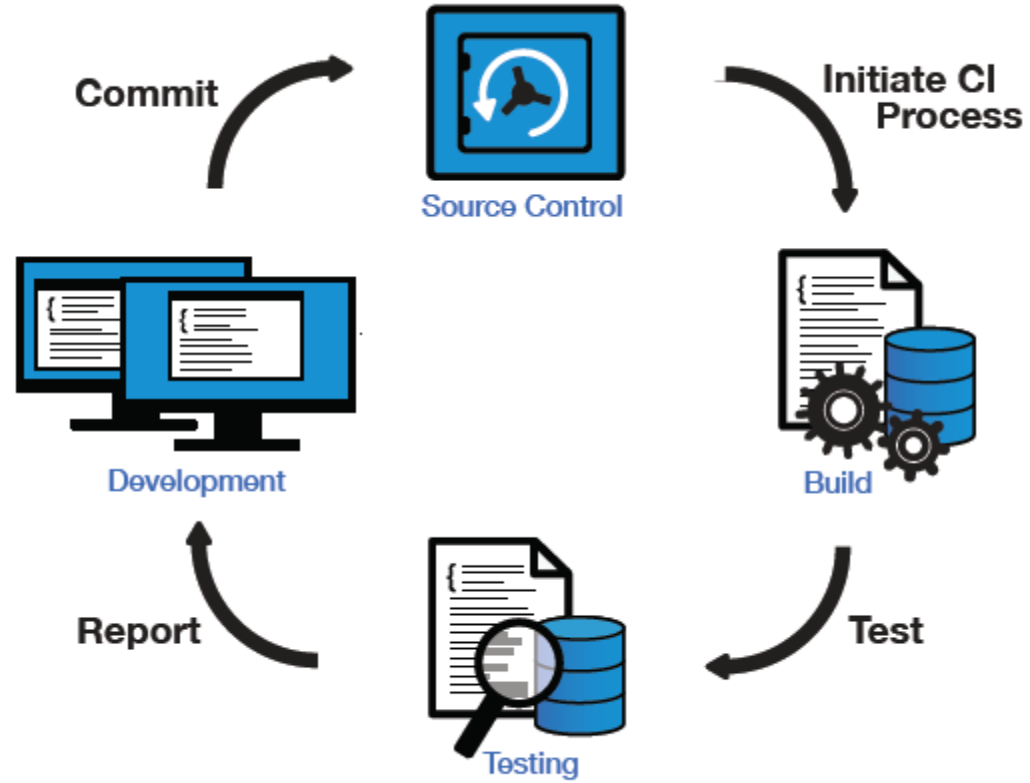 Commit
Initiate CI
Process
Source Control
{
{
{
Development
Build
{
Report
Test
Testing